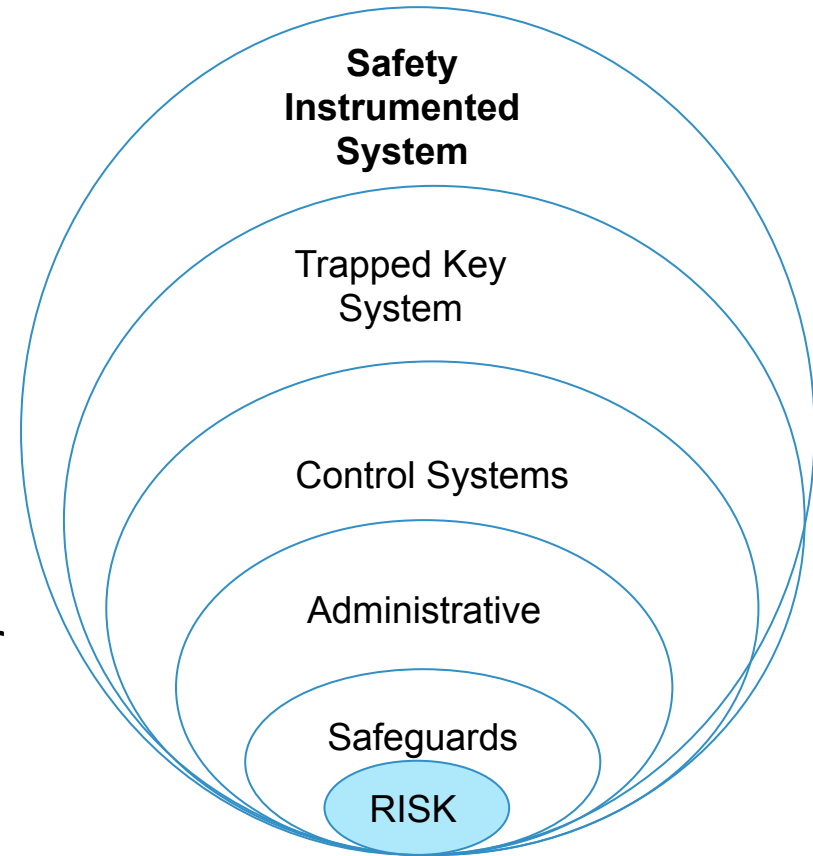 Safety
Instrumented
System
Trapped Key
System
Control Systems
Administrative
Safeguards
RISK